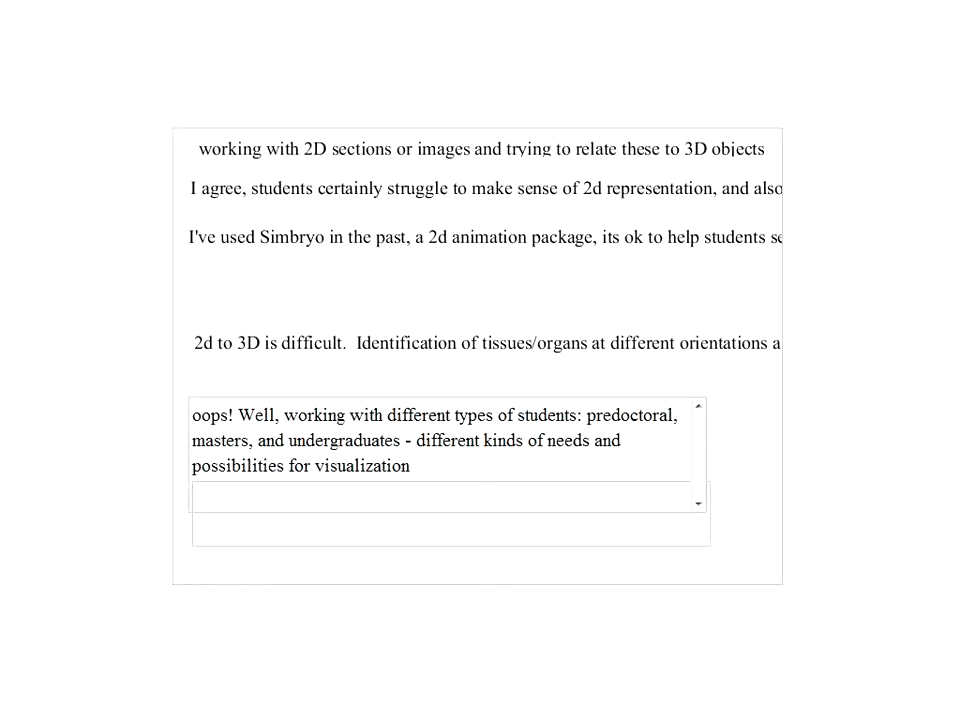 working with 2D sections or images and trying to relate these to 3D objects
I agree, students certainly struggle to make sense of 2d representation, and also
I've used Simbryo in the past, a 2d animation package, its ok to help students se
2d to 3D is difficult.  Identification of tissues/organs at different orientations a
oops! Well, working with different types of students: predoctoral,
masters, and undergraduates - different kinds of needs and
possibilities for visualization